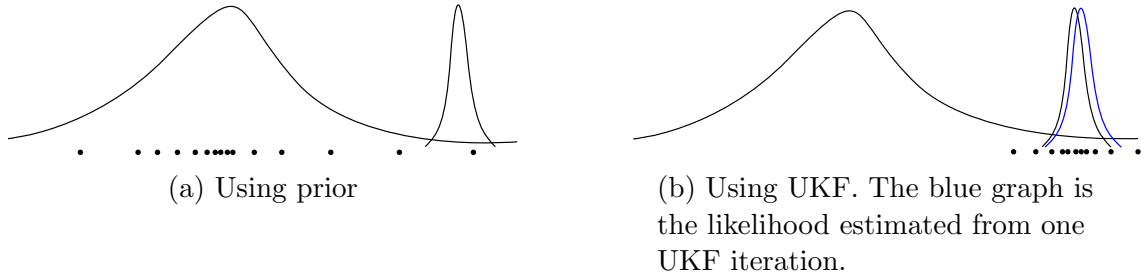 (a) Using prior
(b) Using UKF. The blue graph is
the likelihood estimated from one
UKF iteration.